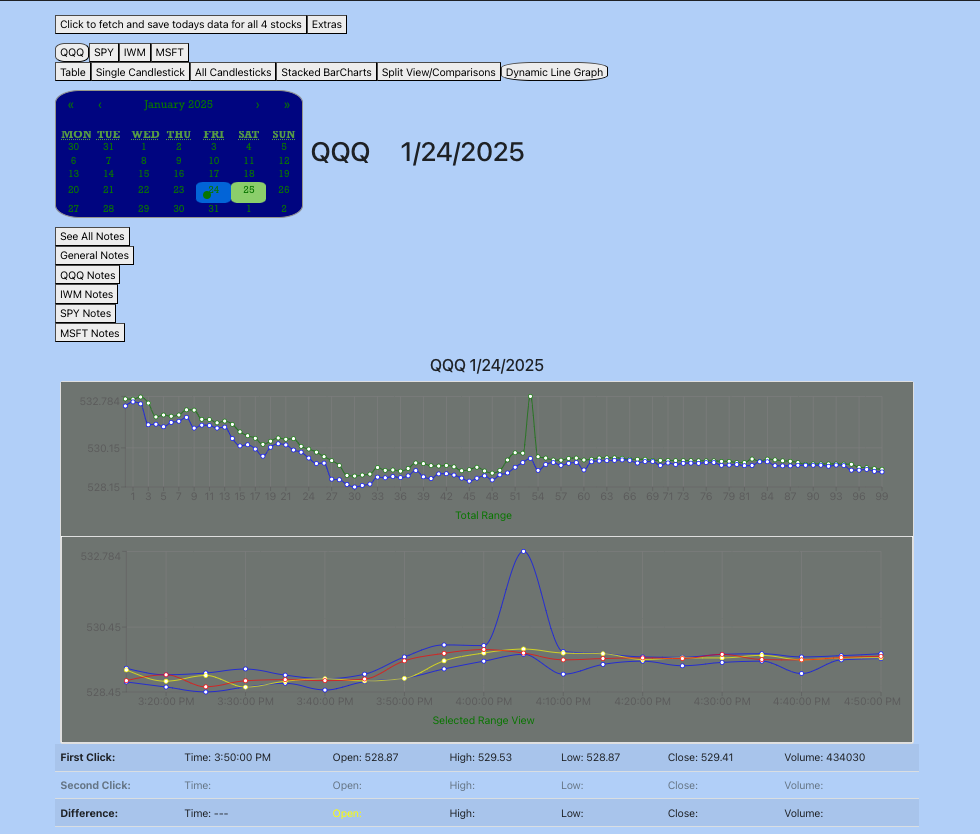 Click to fetch and save todays data for all 4 stocks Extras
QQQ SPY IWM MSFT
Table Single Candlestick All Candlesticks Stacked BarCharts Split View/Comparisons Dynamic Line Graph
« ‹ January 2025 › »
MON TUE WED THU FRI SAT SUN
30 31 1 2 3 4 5
6 7 8 9 10 11 12
13 14 15 16 17 18 19
20 21 22 23 24 25 26
27 28 29 30 31 1 2
QQQ 1/24/2025
See All Notes
General Notes
QQQ Notes
IWM Notes
SPY Notes
MSFT Notes
QQQ 1/24/2025
532.784
530.15
528.15
1 3 5 7 9 11 13 15 17 19 21 24 27 30 33 36 39 42 45 48 51 54 57 60 63 66 69 71 73 76 79 81 84 87 90 93 96 99
Total Range
532.784
530.45
528.45
3:20:00 PM 3:30:00 PM 3:40:00 PM 3:50:00 PM 4:00:00 PM 4:10:00 PM 4:20:00 PM 4:30:00 PM 4:40:00 PM 4:50:00 PM
Selected Range View
First Click: Time: 3:50:00 PM Open: 528.87 High: 529.53 Low: 528.87 Close: 529.41 Volume: 434030
Second Click: Time: Open: High: Low: Close: Volume:
Difference: Time: --- Open: High: Low: Close: Volume: